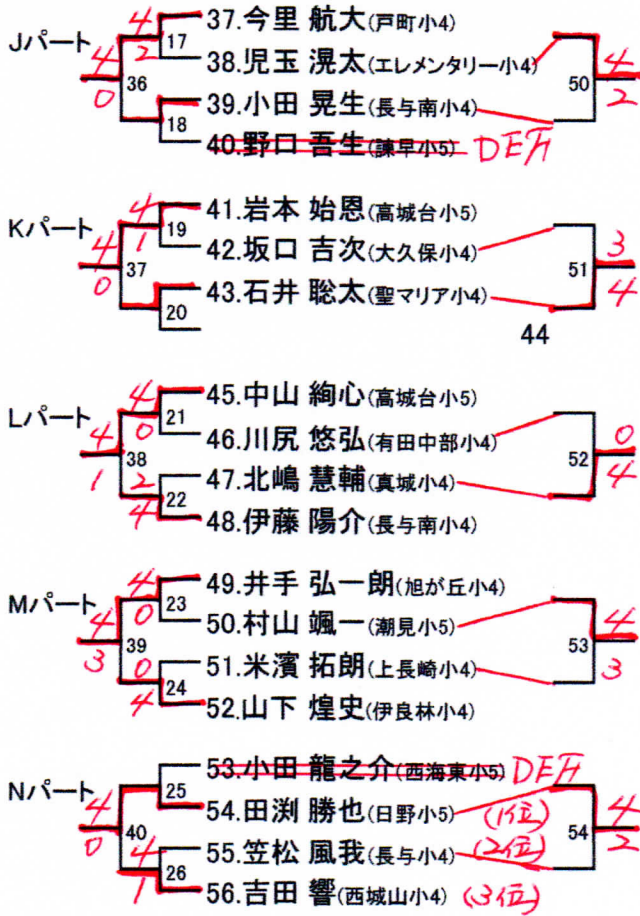 Jパート
4
0
36
4
2
17
18
37.今里 航大(戸町小4)
38.児玉 滉太(エレメンタリー小4)
39.小田 晃生(長与南小4)
40.野口 吾生(諫早小5) DEF
50
4
2
Kパート
4
0
37
4
1
19
20
41.岩本 始恩(高城台小5)
42.坂口 吉次(大久保小4)
43.石井 聡太(聖マリア小4)
44
51
3
4
Lパート
4
1
38
4
0
21
2
4
22
45.中山 絢心(高城台小5)
46.川尻 悠弘(有田中部小4)
47.北嶋 慧輔(真城小4)
48.伊藤 陽介(長与南小4)
52
0
4
Mパート
4
3
39
4
0
23
0
4
24
49.井手 弘一朗(旭が丘小4)
50.村山 颯一(潮見小5)
51.米濱 拓朗(上長崎小4)
52.山下 煌史(伊良林小4)
53
4
3
Nパート
4
0
40
25
4
1
26
53.小田 龍之介(西海東小5) DEF
54.田渕 勝也(日野小5) (1位)
55.笠松 風我(長与小4) (2位)
56.吉田 響(西城山小4) (3位)
54
4
2